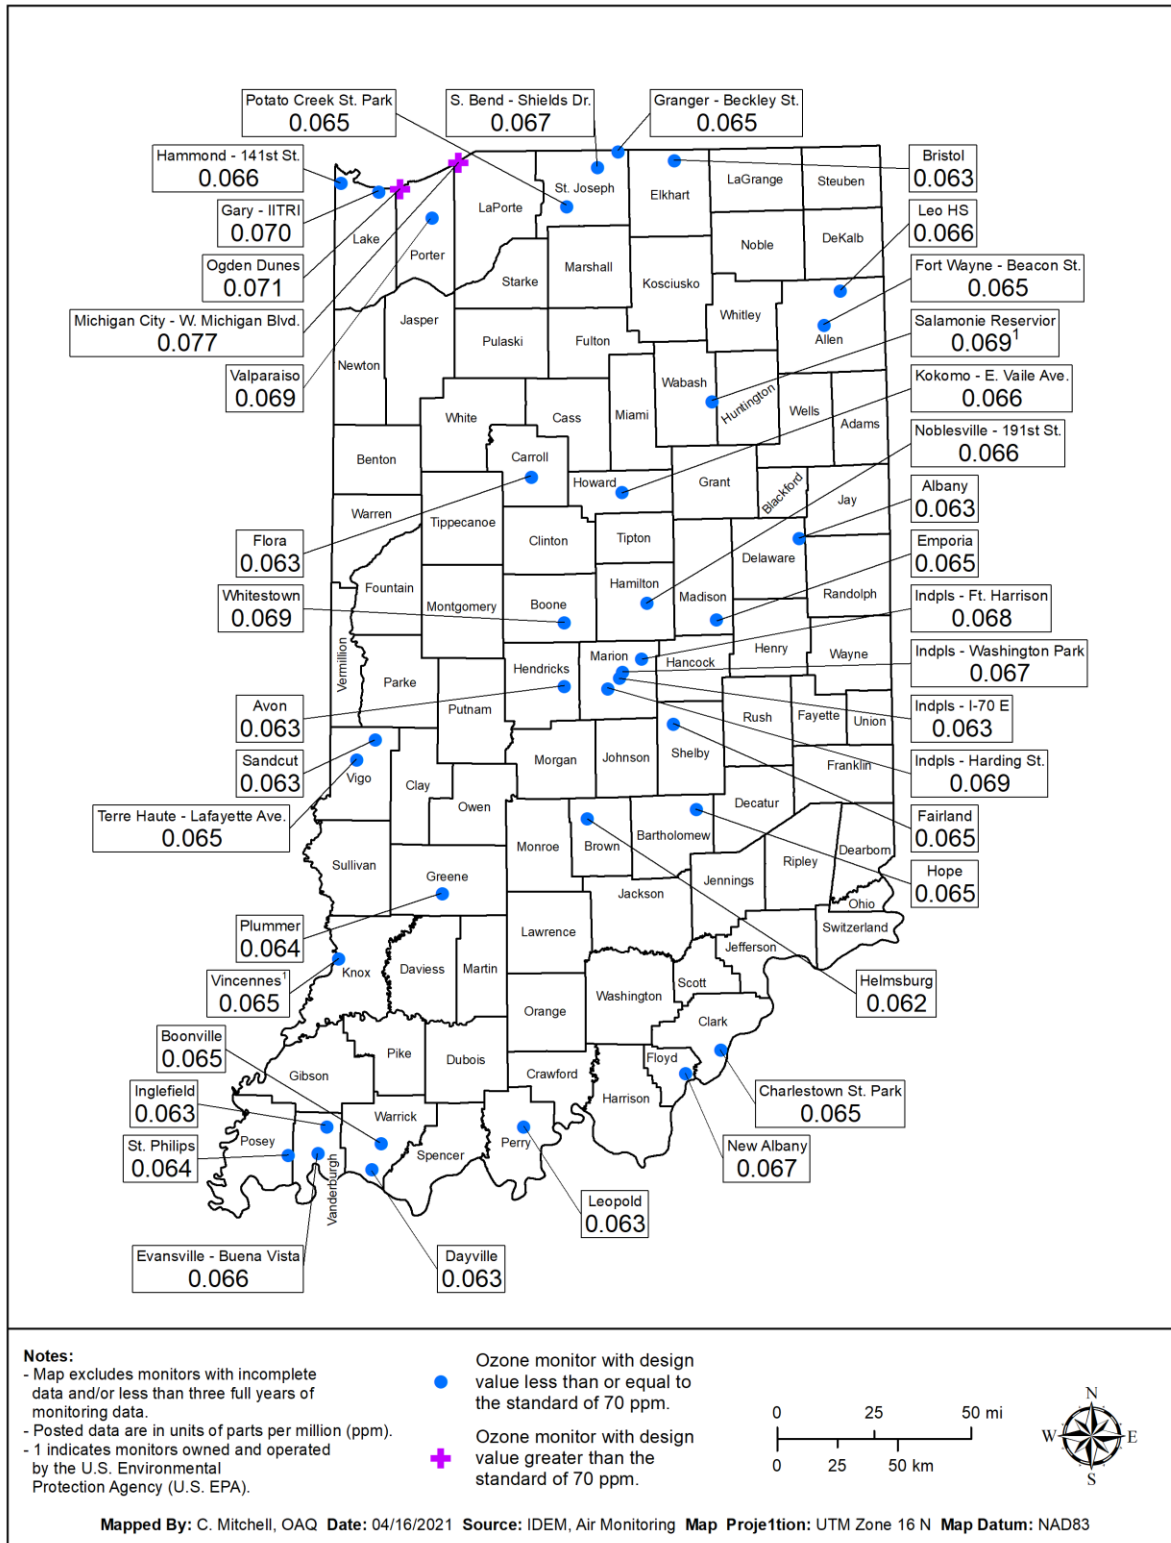 Potato Creek St. Park
0.065
S. Bend - Shields Dr.
0.067
Granger - Beckley St.
0.065
Hammond - 141st St.
0.066
Gary - IITRI
0.070
Ogden Dunes
0.071
Michigan City - W. Michigan Blvd.
0.077
Valparaiso
0.069
Bristol
0.063
Leo HS
0.066
Fort Wayne - Beacon St.
0.065
Salamonie Reservior
0.069¹
Kokomo - E. Vaile Ave.
0.066
Noblesville - 191st St.
0.066
Albany
0.063
Emporia
0.065
Indpls - Ft. Harrison
0.068
Indpls - Washington Park
0.067
Indpls - I-70 E
0.063
Indpls - Harding St.
0.069
Fairland
0.065
Hope
0.065
Helmsburg
0.062
Charlestown St. Park
0.065
New Albany
0.067
Leopold
0.063
Dayville
0.063
Evansville - Buena Vista
0.066
St. Philips
0.064
Inglefield
0.063
Boonville
0.065
Vincennes¹
0.065
Plummer
0.064
Terre Haute - Lafayette Ave.
0.065
Sandcut
0.063
Avon
0.063
Whitestown
0.069
Flora
0.063
Lake
Porter
LaPorte
St. Joseph
Elkhart
LaGrange
Steuben
Noble
DeKalb
Starke
Marshall
Kosciusko
Whitley
Allen
Newton
Jasper
Pulaski
Fulton
Wabash
Huntington
Wells
Adams
White
Cass
Miami
Benton
Carroll
Howard
Grant
Blackford
Jay
Warren
Tippecanoe
Clinton
Tipton
Delaware
Randolph
Fountain
Montgomery
Boone
Hamilton
Madison
Vermillion
Parke
Putnam
Hendricks
Marion
Hancock
Henry
Wayne
Rush
Fayette
Union
Vigo
Clay
Owen
Morgan
Johnson
Shelby
Franklin
Decatur
Sullivan
Greene
Monroe
Brown
Bartholomew
Jennings
Ripley
Dearborn
Ohio
Switzerland
Jackson
Lawrence
Jefferson
Knox
Daviess
Martin
Orange
Washington
Scott
Clark
Floyd
Harrison
Crawford
Gibson
Pike
Dubois
Posey
Vanderburgh
Warrick
Spencer
Perry
Notes:
- Map excludes monitors with incomplete
data and/or less than three full years of
monitoring data.
- Posted data are in units of parts per million (ppm).
- 1 indicates monitors owned and operated
by the U.S. Environmental
Protection Agency (U.S. EPA).
Ozone monitor with design
value less than or equal to
the standard of 70 ppm.
Ozone monitor with design
value greater than the
standard of 70 ppm.
0 25 50 mi
0 25 50 km
N
W E
S
Mapped By: C. Mitchell, OAQ Date: 04/16/2021 Source: IDEM, Air Monitoring Map Proje1tion: UTM Zone 16 N Map Datum: NAD83